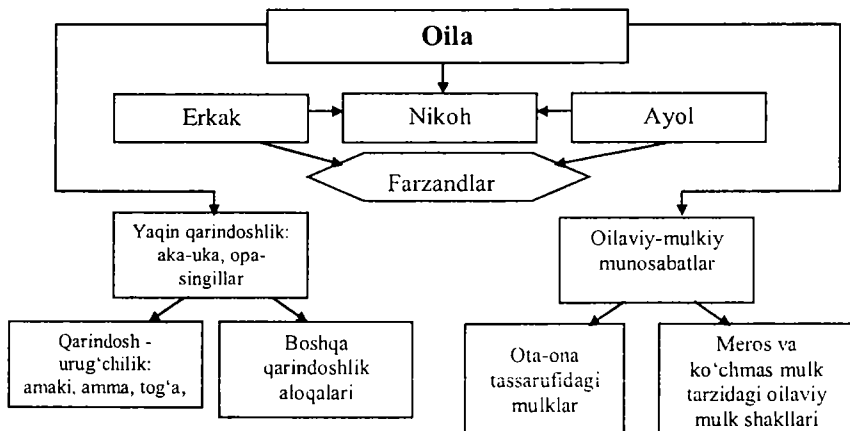 Oila
Erkak
Nikoh
Ayol
Farzandlar
Yaqin qarindoshlik:
aka-uka, opa-
singillar
Oilaviy-mulkiy
munosabatlar
Qarindosh -
urug‘chilik:
amaki, amma, tog‘a,
Boshqa
qarindoshlik
aloqalari
Ota-ona
tassarufidagi
mulklar
Meros va
ko‘chmas mulk
tarzidagi oilaviy
mulk shakllari